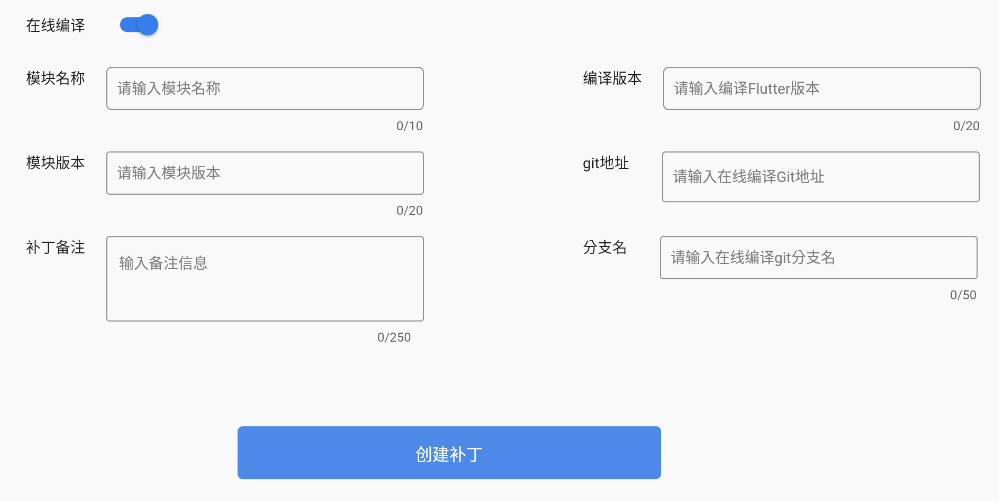 在线编译
模块名称
请输入模块名称
0/10
编译版本
请输入编译Flutter版本
0/20
模块版本
请输入模块版本
0/20
git地址
请输入在线编译Git地址
补丁备注
输入备注信息
0/250
分支名
请输入在线编译git分支名
0/50
创建补丁